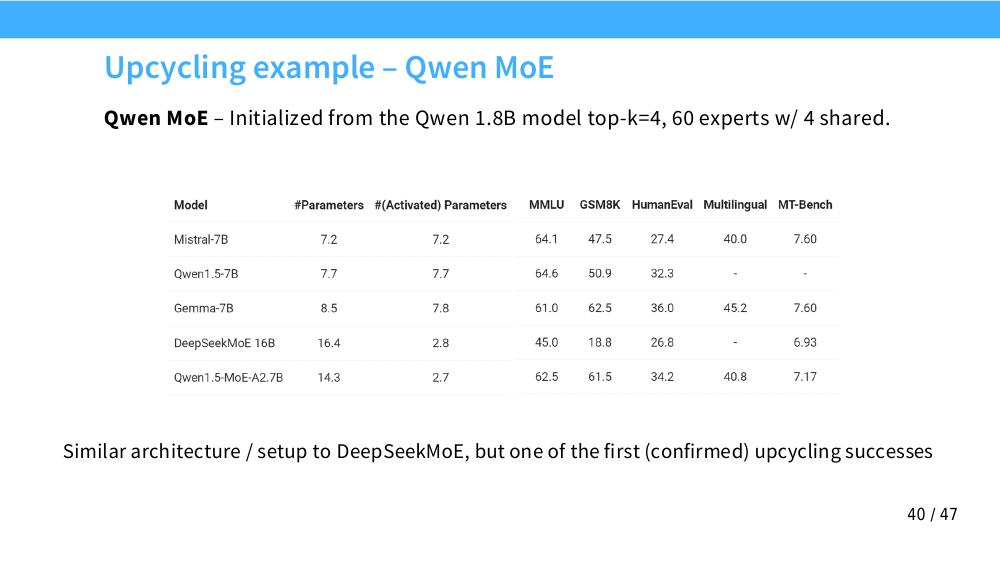 Upcycling example – Qwen MoE
Qwen MoE – Initialized from the Qwen 1.8B model top-k=4, 60 experts w/ 4 shared.
Model #Parameters #(Activated) Parameters MMLU GSM8K HumanEval Multilingual MT-Bench
Mistral-7B 7.2 7.2 64.1 47.5 27.4 40.0 7.60
Qwen1.5-7B 7.7 7.7 64.6 50.9 32.3 - -
Gemma-7B 8.5 7.8 61.0 62.5 36.0 45.2 7.60
DeepSeekMoE 16B 16.4 2.8 45.0 18.8 26.8 - 6.93
Qwen1.5-MoE-A2.7B 14.3 2.7 62.5 61.5 34.2 40.8 7.17
Similar architecture / setup to DeepSeekMoE, but one of the first (confirmed) upcycling successes
40 / 47